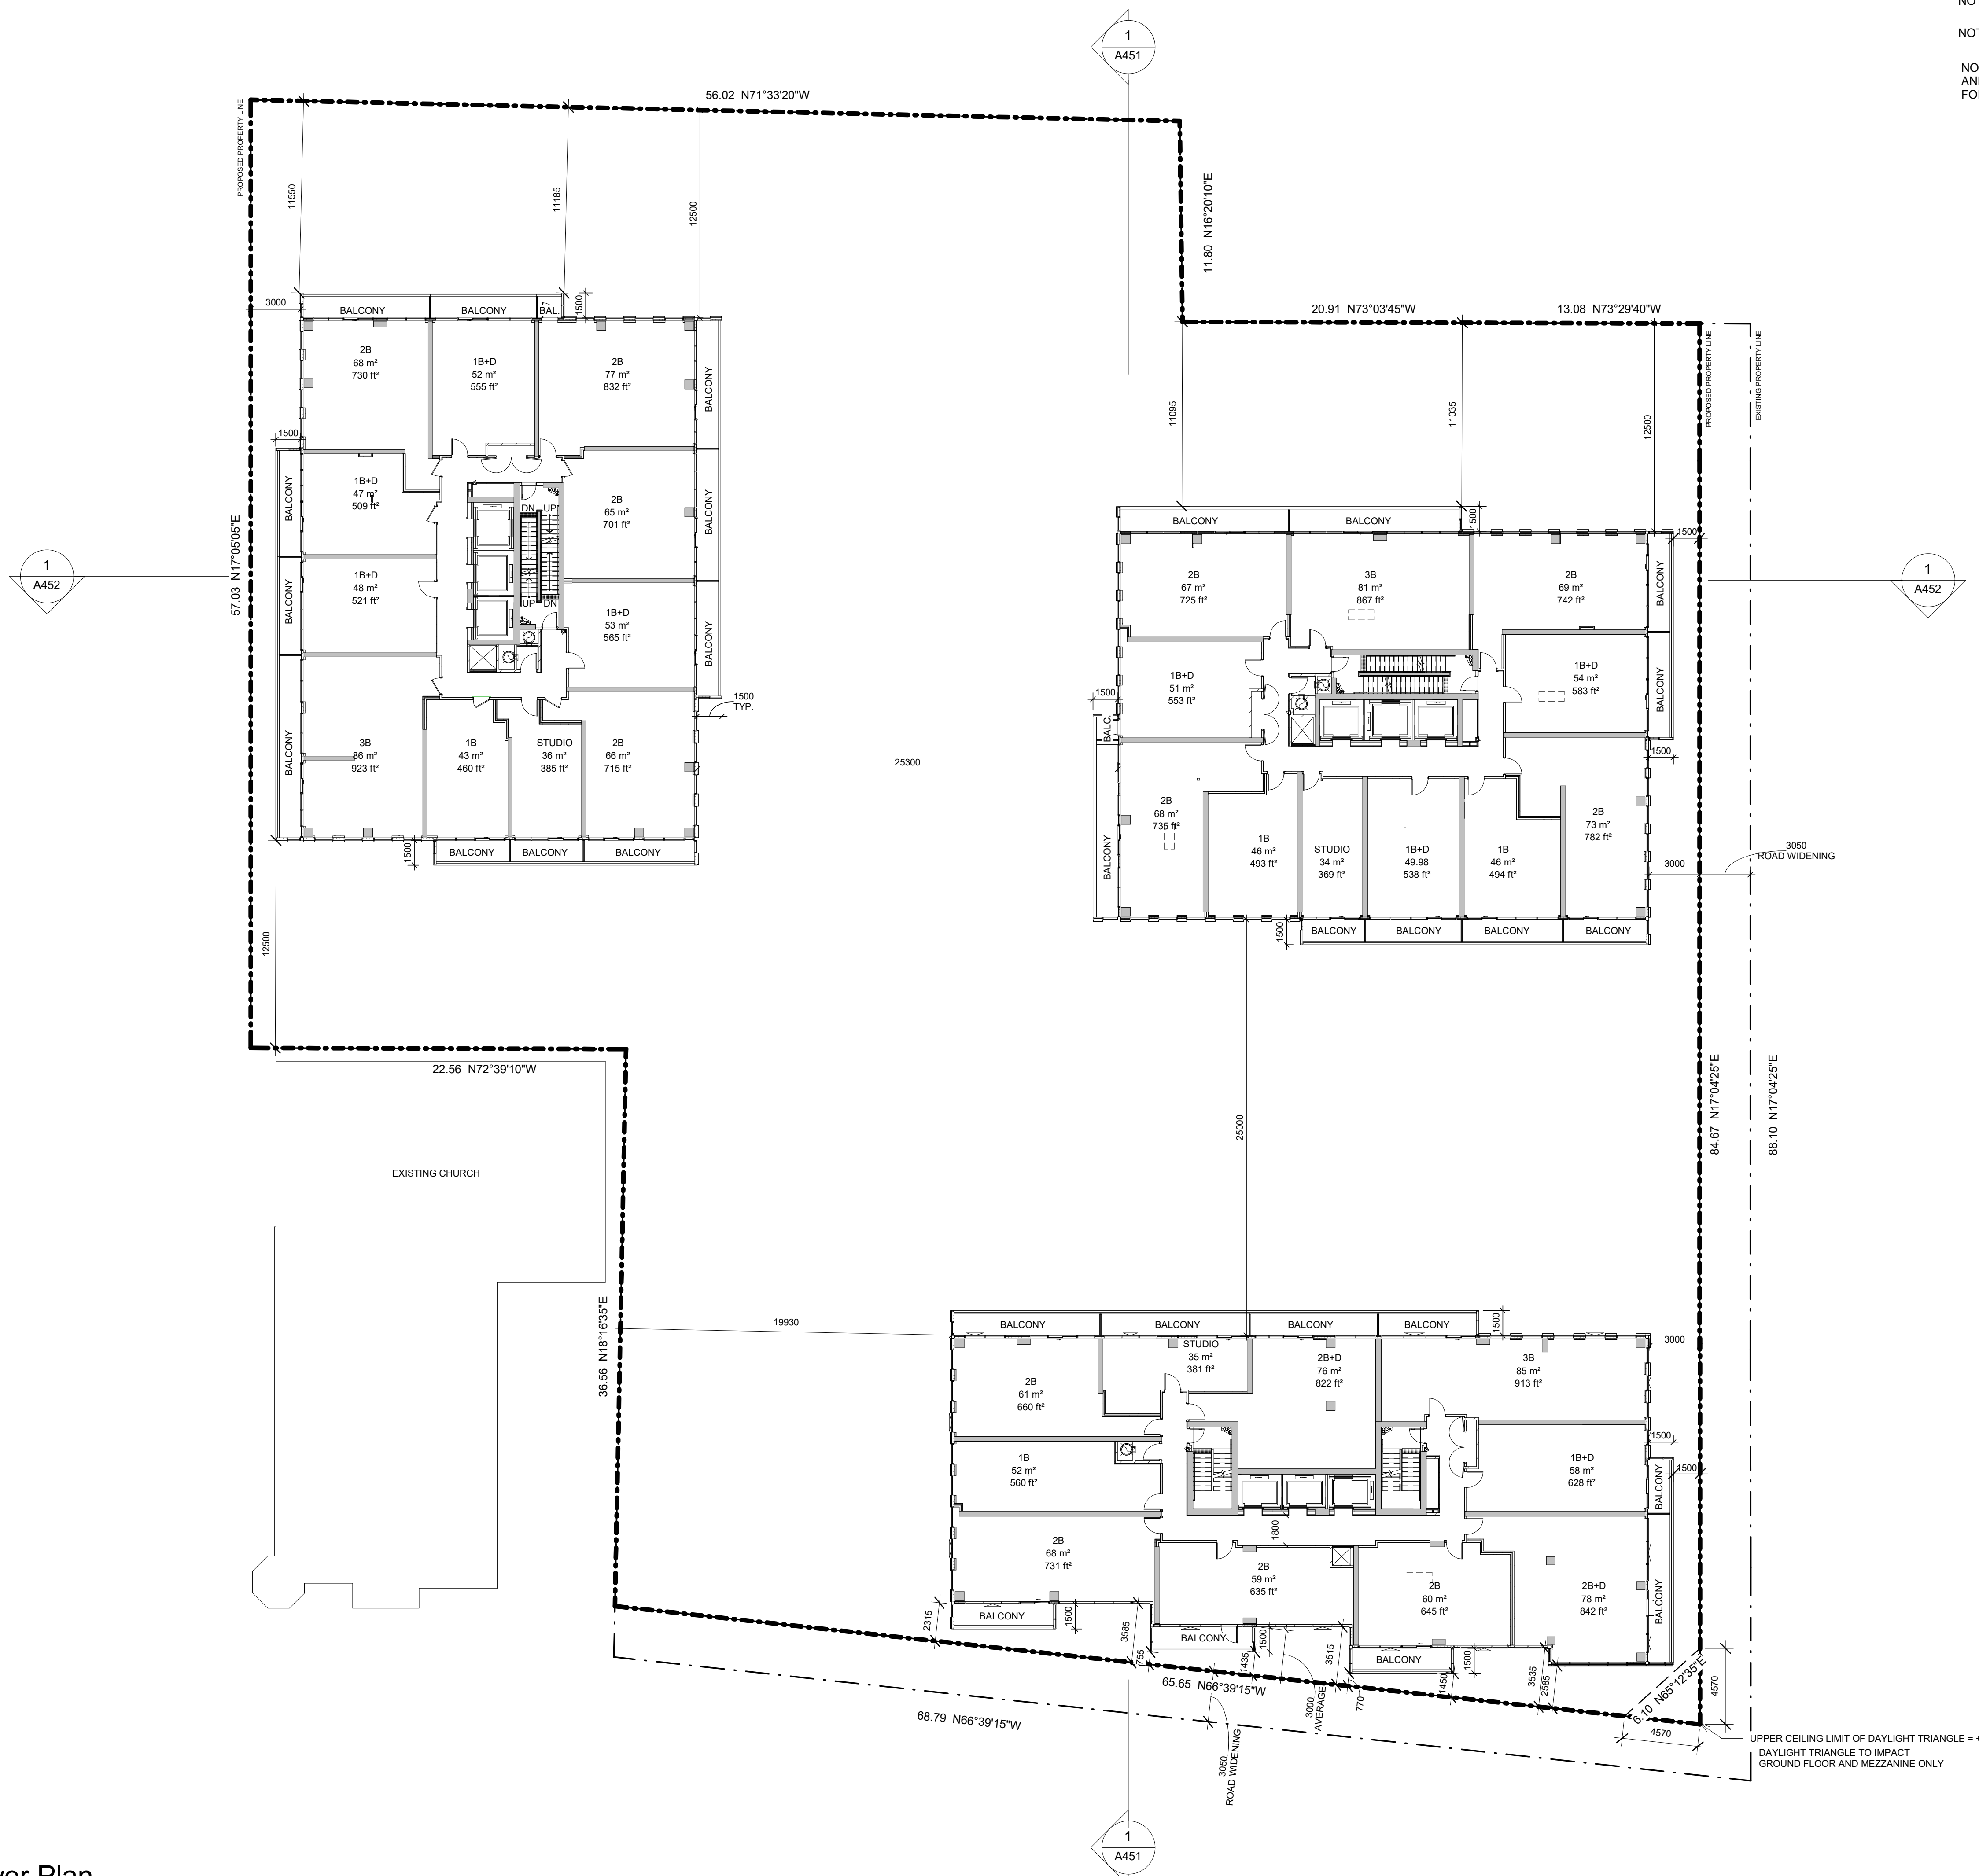 NOT
NO
ANI
FOI
1
A451
56.02 N71°33'20"W
PROPOSED PROPERTY LINE
11550
11185
12500
11.80 N16°20'10"E
20.91 N73°03'45"W
13.08 N73°29'40"W
PROPOSED PROPERTY LINE
EXISTING PROPERTY LINE
3000
BALCONY
BALCONY
BAL.
1500
2B
68 m²
730 ft²
1B+D
52 m²
555 ft²
2B
77 m²
832 ft²
BALCONY
1500
BALCONY
1B+D
47 m²
509 ft²
DN
UP
2B
65 m²
701 ft²
BALCONY
57.03 N17°05'05"E
1
A452
1B+D
48 m²
521 ft²
BALCONY
UP
DN
1B+D
53 m²
565 ft²
BALCONY
1500
TYP.
3B
86 m²
923 ft²
BALCONY
1B
43 m²
460 ft²
STUDIO
36 m²
385 ft²
2B
66 m²
715 ft²
1500
BALCONY
BALCONY
BALCONY
12500
25300
11095
11035
12500
BALCONY
BALCONY
1500
1500
2B
67 m²
725 ft²
3B
81 m²
867 ft²
2B
69 m²
742 ft²
BALCONY
1
A452
1B+D
51 m²
553 ft²
1B+D
54 m²
583 ft²
BALCONY
1500
BALC.
1500
2B
68 m²
735 ft²
BALCONY
1B
46 m²
493 ft²
STUDIO
34 m²
369 ft²
1B+D
49.98
538 ft²
1B
46 m²
494 ft²
2B
73 m²
782 ft²
3000
3050
ROAD WIDENING
1500
BALCONY
BALCONY
BALCONY
BALCONY
25000
22.56 N72°39'10"W
EXISTING CHURCH
36.56 N18°16'35"E
84.67 N17°04'25"E
88.10 N17°04'25"E
19930
BALCONY
BALCONY
BALCONY
BALCONY
1500
3000
2B
61 m²
660 ft²
STUDIO
35 m²
381 ft²
2B+D
76 m²
822 ft²
3B
85 m²
913 ft²
1B
52 m²
560 ft²
1B+D
58 m²
628 ft²
1500
1500
BALCONY
1800
2B
68 m²
731 ft²
2B
59 m²
635 ft²
2B
60 m²
645 ft²
2B+D
78 m²
842 ft²
BALCONY
2315
BALCONY
1500
3585
755
BALCONY
1500
1435
3515
BALCONY
1500
1450
770
3535
2585
3000
AVERAGE
65.65 N66°39'15"W
68.79 N66°39'15"W
3050
ROAD WIDENING
6.10 N65°12'35"E
4570
4570
UPPER CEILING LIMIT OF DAYLIGHT TRIANGLE = +
DAYLIGHT TRIANGLE TO IMPACT
GROUND FLOOR AND MEZZANINE ONLY
1
A451
ver Plan